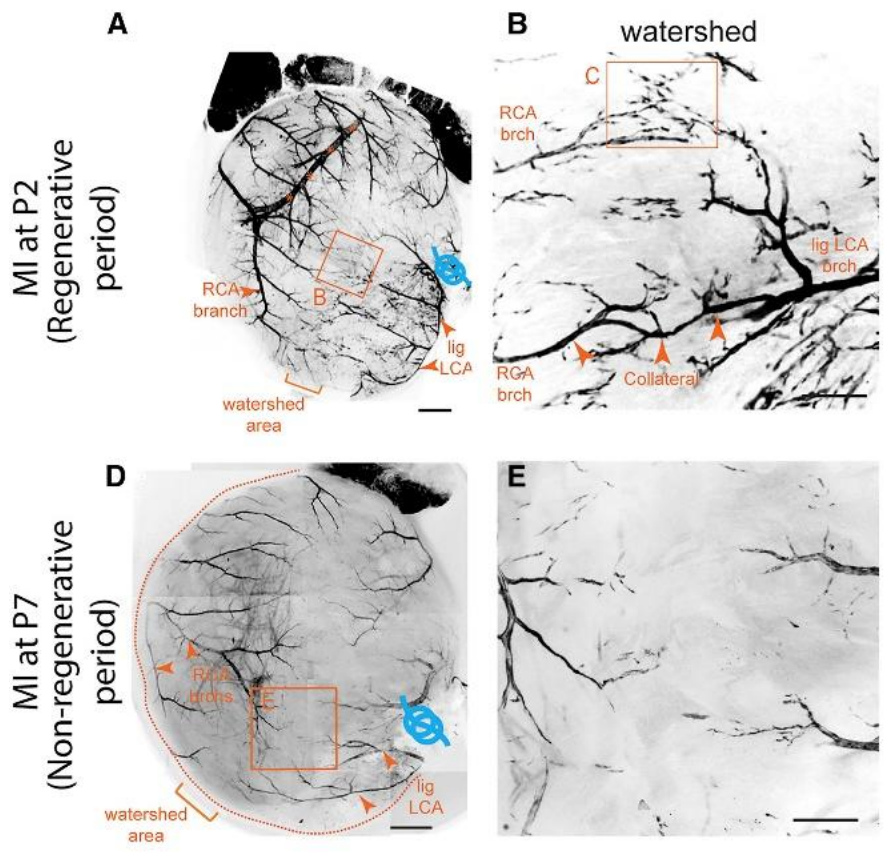 A
B
watershed
MI at P2
(Regenerative
period)
C
RCA
brch
RCA
branch
B
lig LCA
brch
lig
LCA
RCA
brch
Collateral
watershed
area
D
E
MI at P7
(Non-regenerative
period)
RCA
brchs
E
lig
LCA
watershed
area